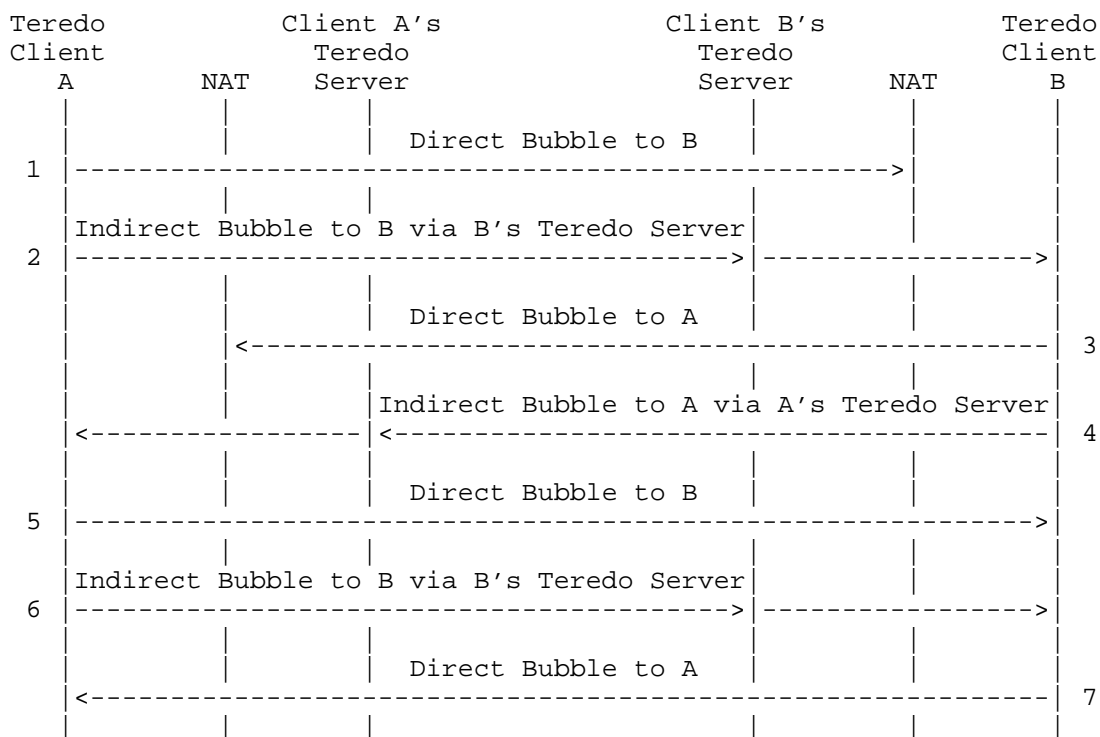 Teredo Client A's Client B's Teredo
Client Teredo Teredo Client
A NAT Server Server NAT B
Direct Bubble to B
1
Indirect Bubble to B via B's Teredo Server
2
Direct Bubble to A
3
Indirect Bubble to A via A's Teredo Server
4
Direct Bubble to B
5
Indirect Bubble to B via B's Teredo Server
6
Direct Bubble to A
7